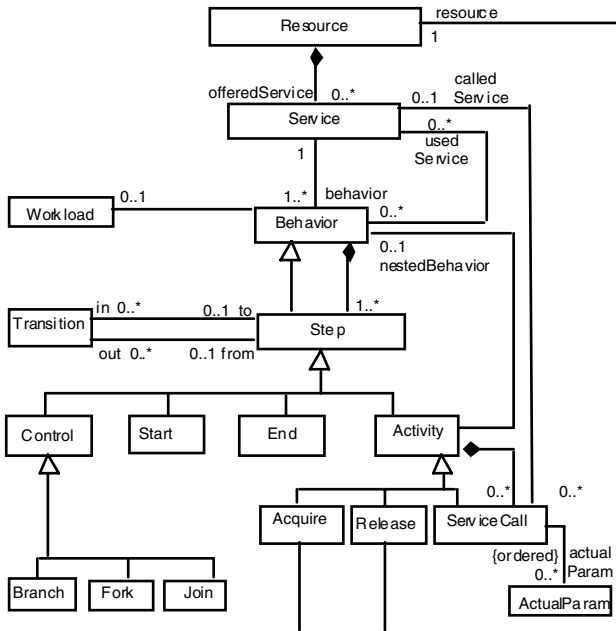 resource
Resource
1
called
offeredService 0..* 0..1 Service
Service 0..*
used
1 Service
0..1 1..* behavior
Workload Behavior 0..*
0..1
nestedBehavior
in 0..* 0..1 to 1..*
Transition Step
out 0..* 0..1 from
Control Start End Activity
0..* 0..*
Acquire Release ServiceCall
{ordered} actual
0..* Param
Branch Fork Join ActualParam